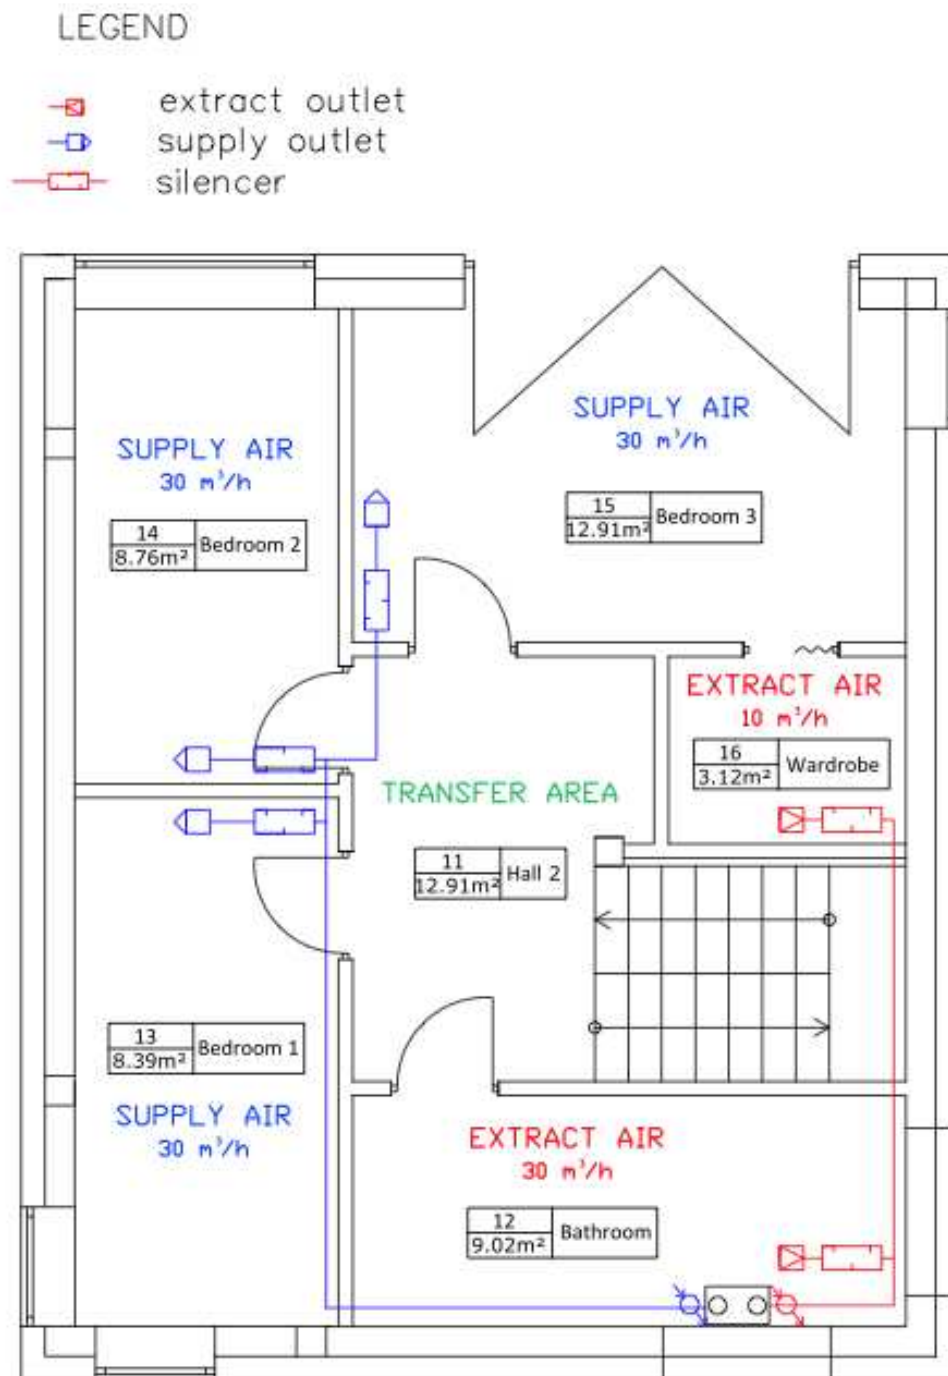 LEGEND
extract outlet
supply outlet
silencer
SUPPLY AIR
30 m³/h
14
8.76m²
Bedroom 2
SUPPLY AIR
30 m³/h
15
12.91m²
Bedroom 3
EXTRACT AIR
10 m³/h
16
3.12m²
Wardrobe
TRANSFER AREA
11
12.91m²
Hall 2
13
8.39m²
Bedroom 1
SUPPLY AIR
30 m³/h
EXTRACT AIR
30 m³/h
12
9.02m²
Bathroom